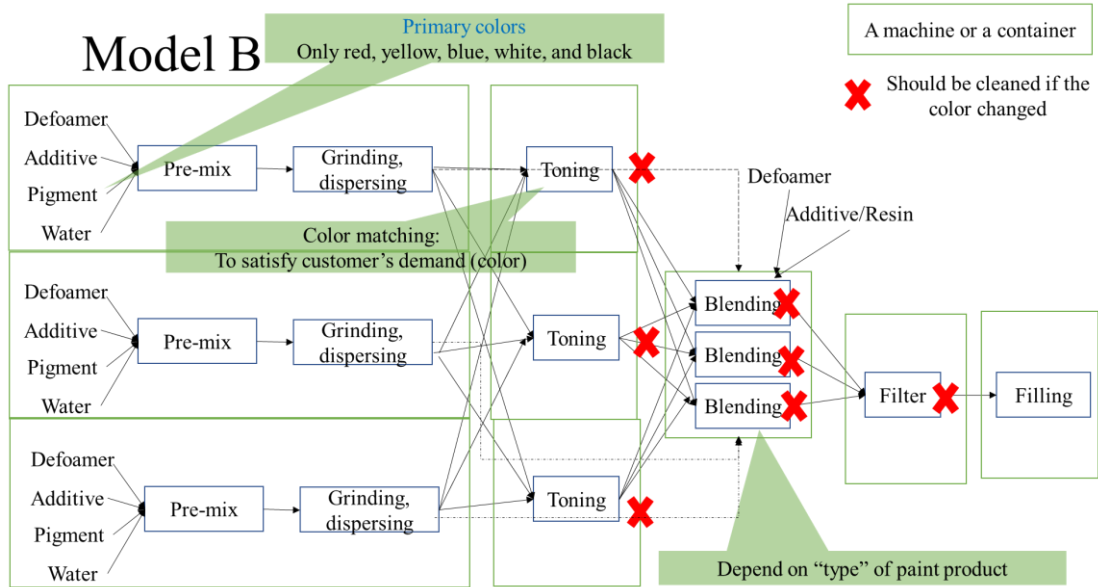 Model B
Primary colors
Only red, yellow, blue, white, and black
A machine or a container
Should be cleaned if the
color changed
Defoamer
Additive
Pigment
Water
Pre-mix
Grinding,
dispersing
Toning
Defoamer
Additive/Resin
Color matching:
To satisfy customer's demand (color)
Defoamer
Additive
Pigment
Water
Pre-mix
Grinding,
dispersing
Toning
Blending
Blending
Blending
Filter
Filling
Defoamer
Additive
Pigment
Water
Pre-mix
Grinding,
dispersing
Toning
Depend on “type” of paint product